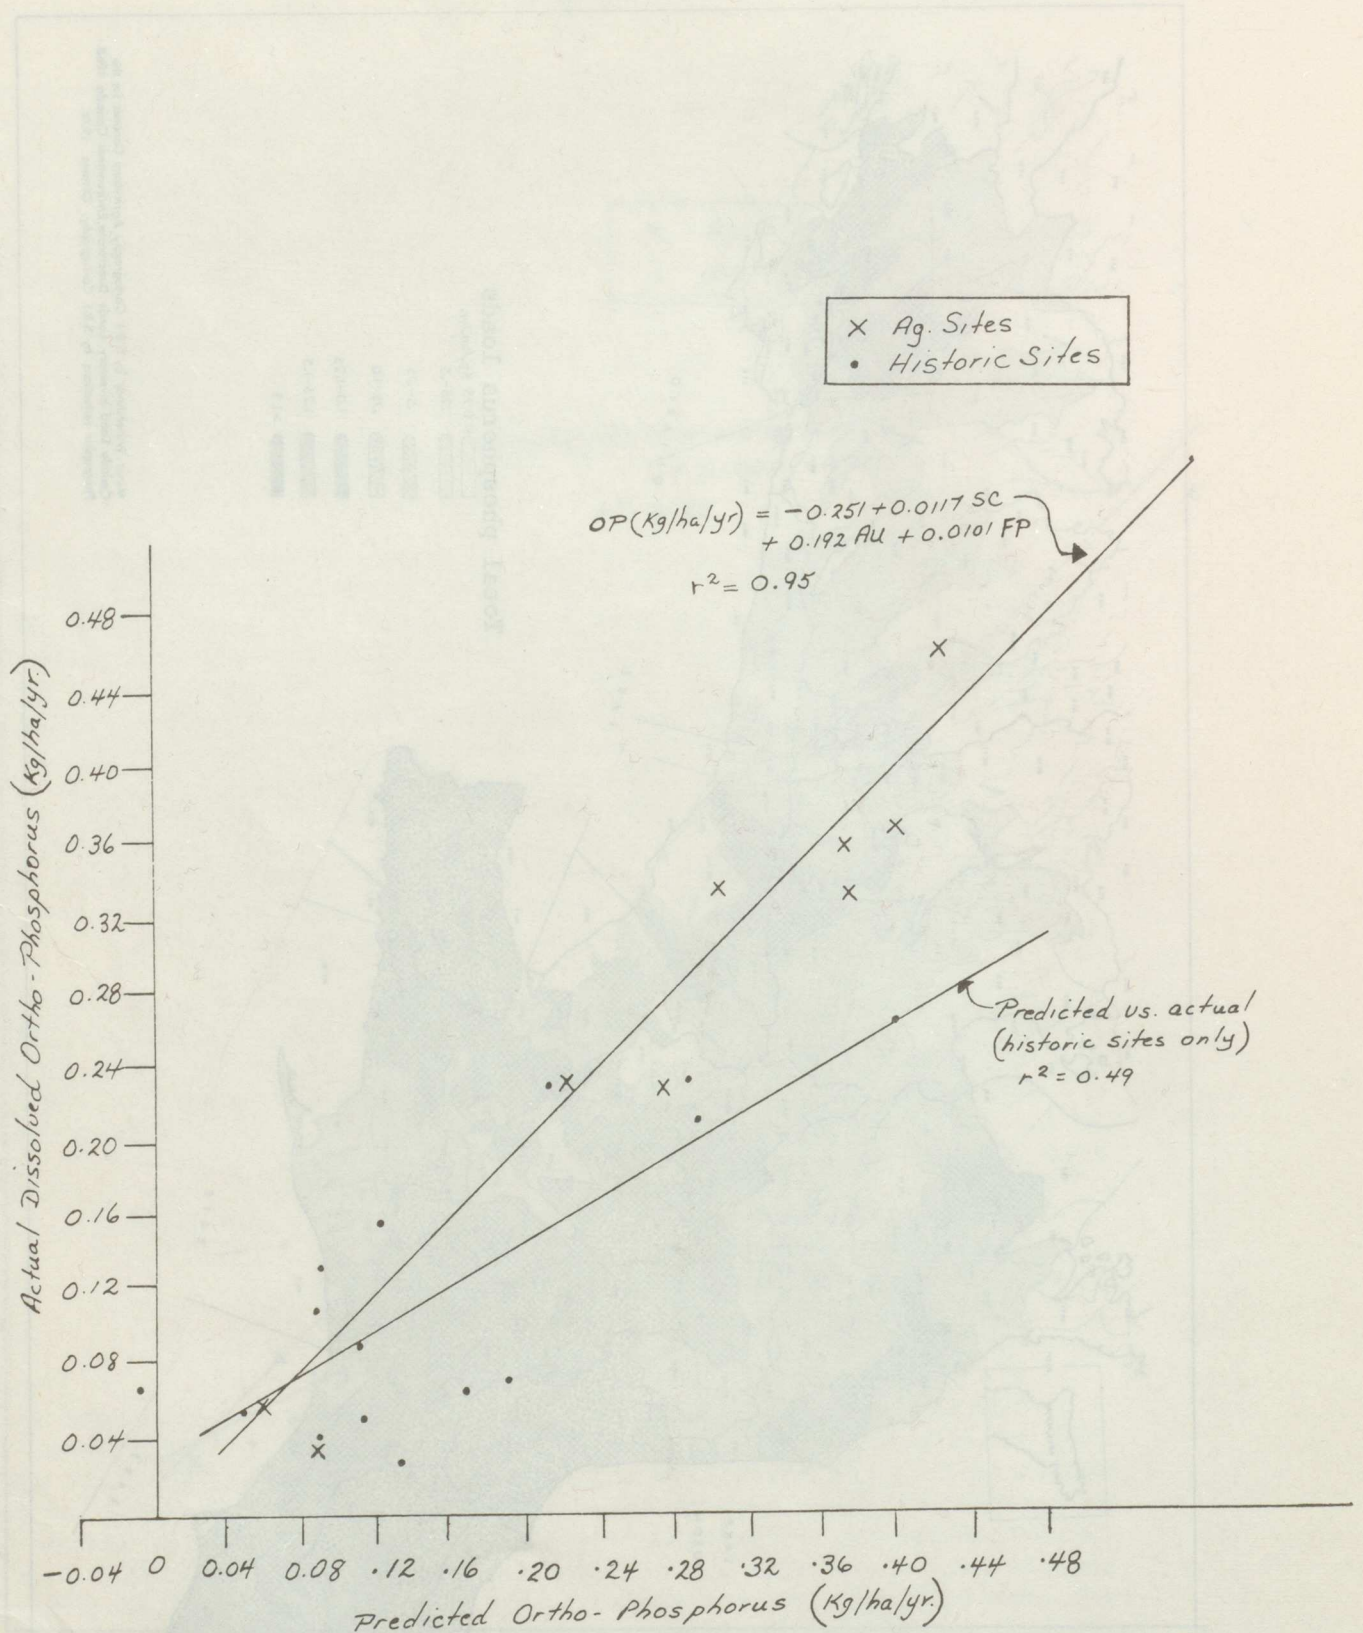 × Ag. Sites
• Historic Sites
OP (Kg/ha/yr) = -0.251 + 0.0117 SC
+ 0.192 AU + 0.0101 FP
r² = 0.95
0.48
0.44
0.40
0.36
0.32
0.28
0.24
0.20
0.16
0.12
0.08
0.04
Actual Dissolved Ortho-Phosphorus (Kg/ha/yr.)
Predicted vs. actual
(historic sites only)
r² = 0.49
-0.04 0 0.04 0.08 .12 .16 .20 .24 .28 .32 .36 .40 .44 .48
Predicted Ortho-Phosphorus (Kg/ha/yr.)